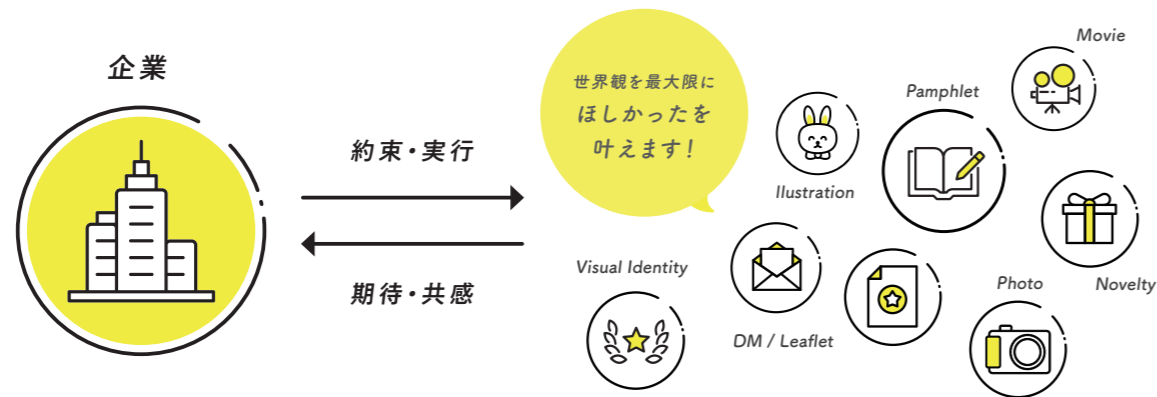 企業
約束・実行
期待・共感
世界観を最大限に
ほしかったを
叶えます!
Movie
Pamphlet
Ilustration
Visual Identity
DM / Leaflet
Photo
Novelty